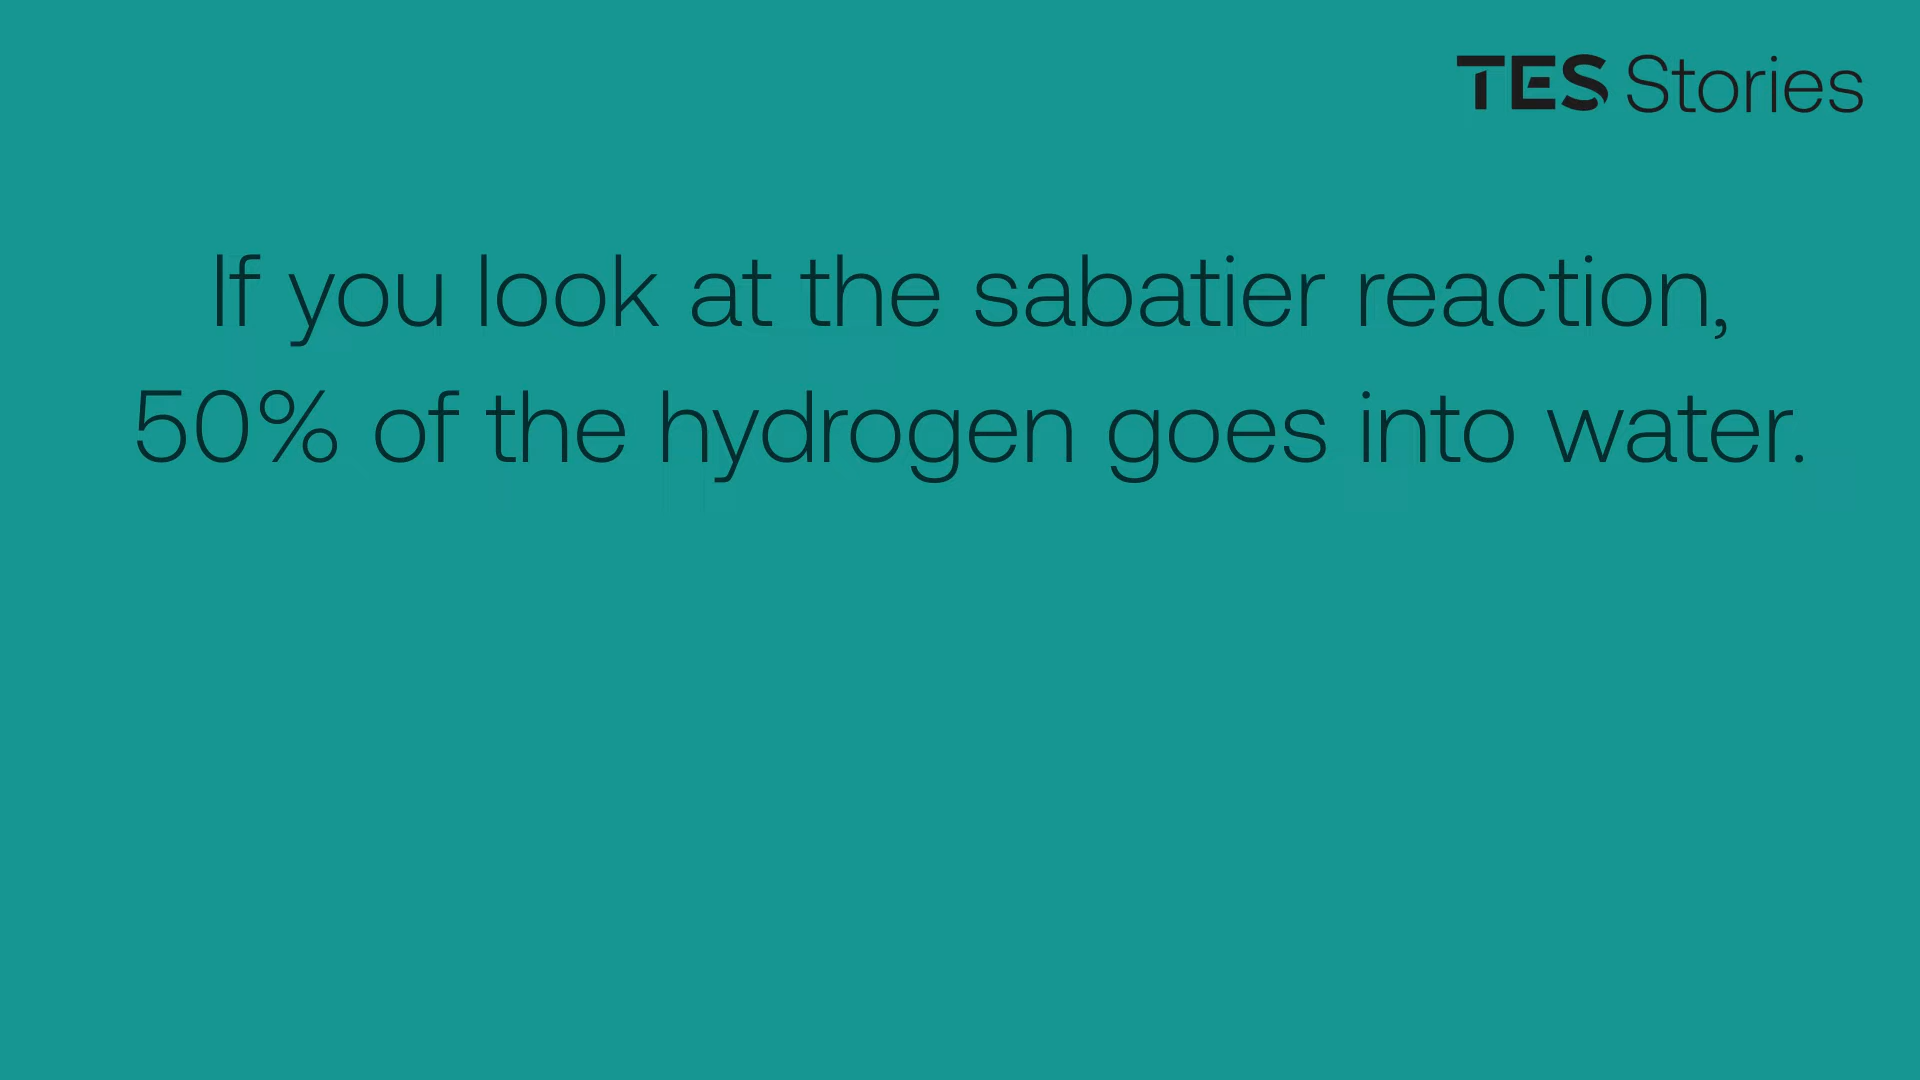 TES Stories
If you look at the sabatier reaction,
50% of the hydrogen goes into water.